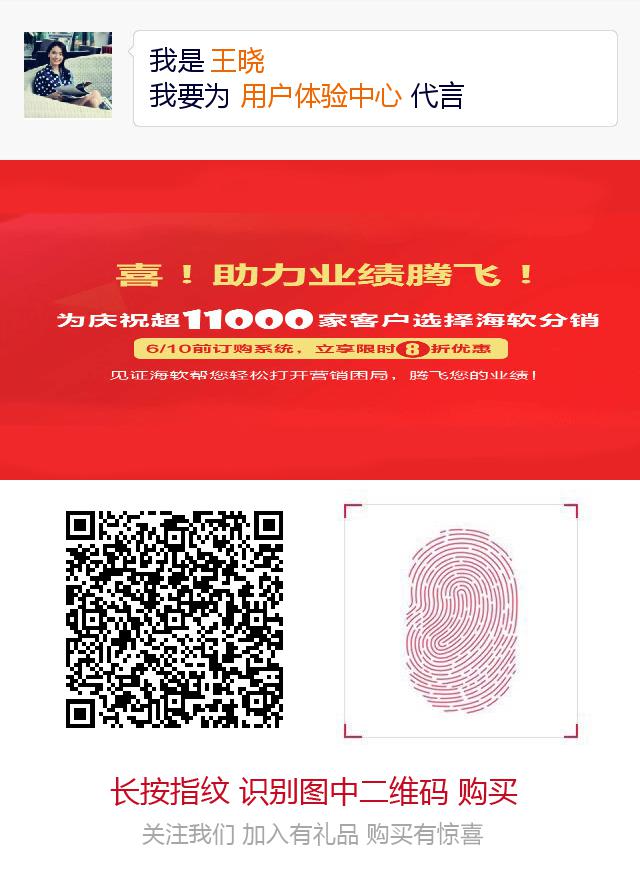 我是 王晓
我要为 用户体验中心 代言
喜！助力业绩腾飞！
为庆祝超11000家客户选择海软分销
6/10前订购系统，立享限时8折优惠
见证海软帮您轻松打开营销困局，腾飞您的业绩！
长按指纹 识别图中二维码 购买
关注我们 加入有礼品 购买有惊喜